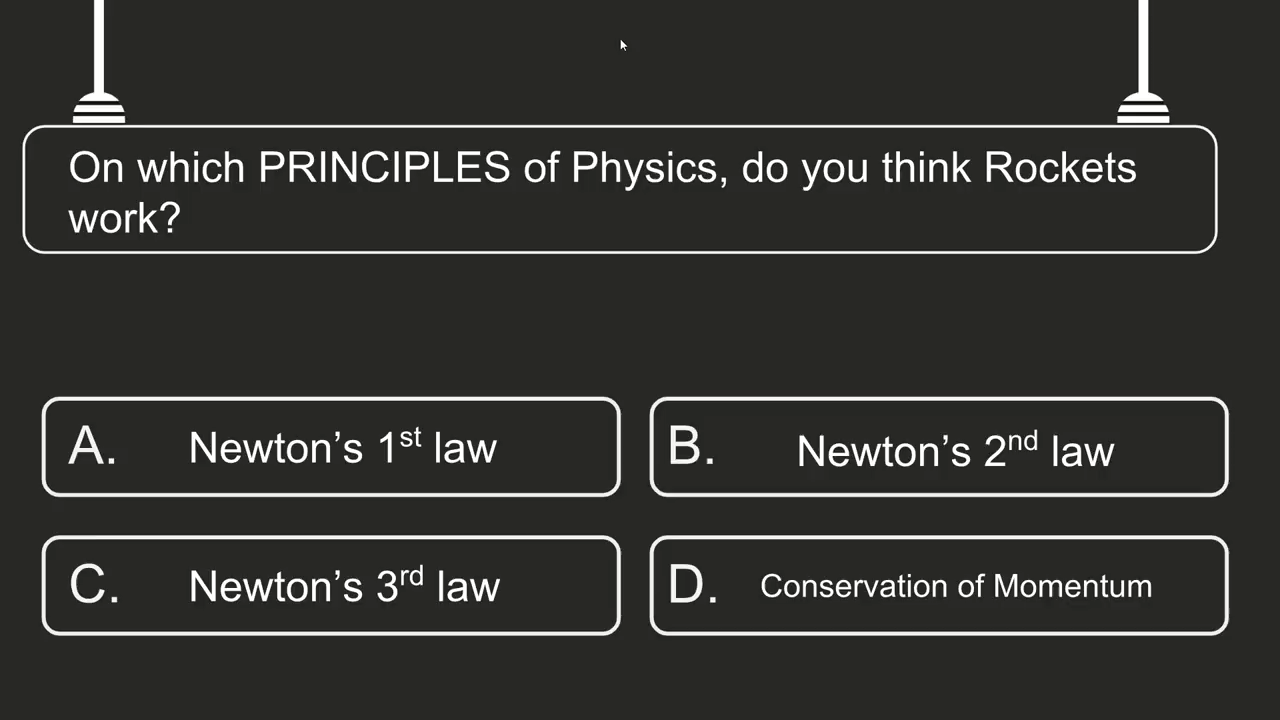 On which PRINCIPLES of Physics, do you think Rockets
work?
A. Newton’s 1st law
B. Newton’s 2nd law
C. Newton’s 3rd law
D. Conservation of Momentum